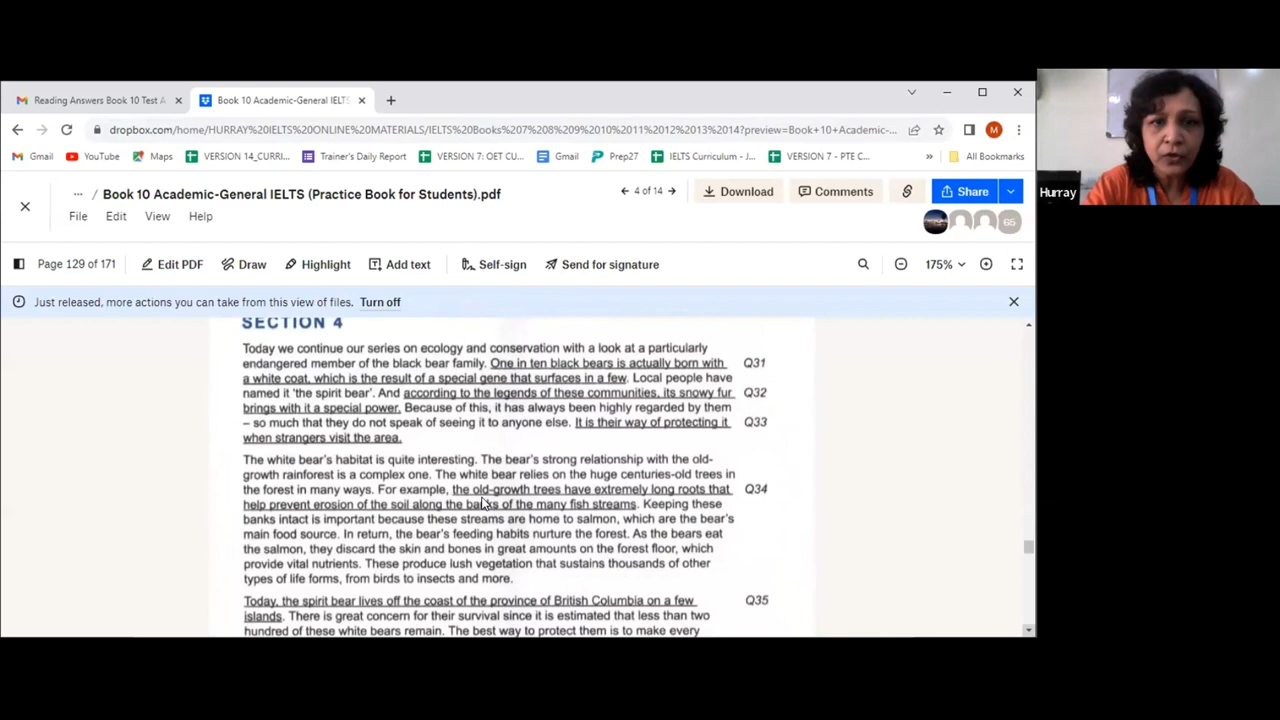 Reading Answers Book 10 Test A
Book 10 Academic-General IELTS
dropbox.com/home/HURRAY%20IELTS%20ONLINE%20MATERIALS/IELTS%20Books%207%208%209%2010%2011%2012%2013%2014?preview=Book+10+Academic-...
M
Gmail YouTube Maps VERSION 14_CURRI... Trainer's Daily Report VERSION 7: OET CU... Gmail Prep27 IELTS Curriculum - J... VERSION 7 - PTE C... » All Bookmarks
... / Book 10 Academic-General IELTS (Practice Book for Students).pdf
4 of 14 Download Comments Share
File Edit View Help
65
Page 129 of 171 Edit PDF Draw Highlight Add text Self-sign Send for signature 175%
Just released, more actions you can take from this view of files. Turn off
SECTION 4
Today we continue our series on ecology and conservation with a look at a particularly
endangered member of the black bear family. One in ten black bears is actually born with Q31
a white coat, which is the result of a special gene that surfaces in a few. Local people have
named it 'the spirit bear'. And according to the legends of these communities, its snowy fur Q32
brings with it a special power. Because of this, it has always been highly regarded by them
– so much that they do not speak of seeing it to anyone else. It is their way of protecting it Q33
when strangers visit the area.
The white bear's habitat is quite interesting. The bear's strong relationship with the old-
growth rainforest is a complex one. The white bear relies on the huge centuries-old trees in
the forest in many ways. For example, the old-growth trees have extremely long roots that Q34
help prevent erosion of the soil along the banks of the many fish streams. Keeping these
banks intact is important because these streams are home to salmon, which are the bear's
main food source. In return, the bear's feeding habits nurture the forest. As the bears eat
the salmon, they discard the skin and bones in great amounts on the forest floor, which
provide vital nutrients. These produce lush vegetation that sustains thousands of other
types of life forms, from birds to insects and more.
Today, the spirit bear lives off the coast of the province of British Columbia on a few Q35
islands. There is great concern for their survival since it is estimated that less than two
hundred of these white bears remain. The best way to protect them is to make every
Hurray